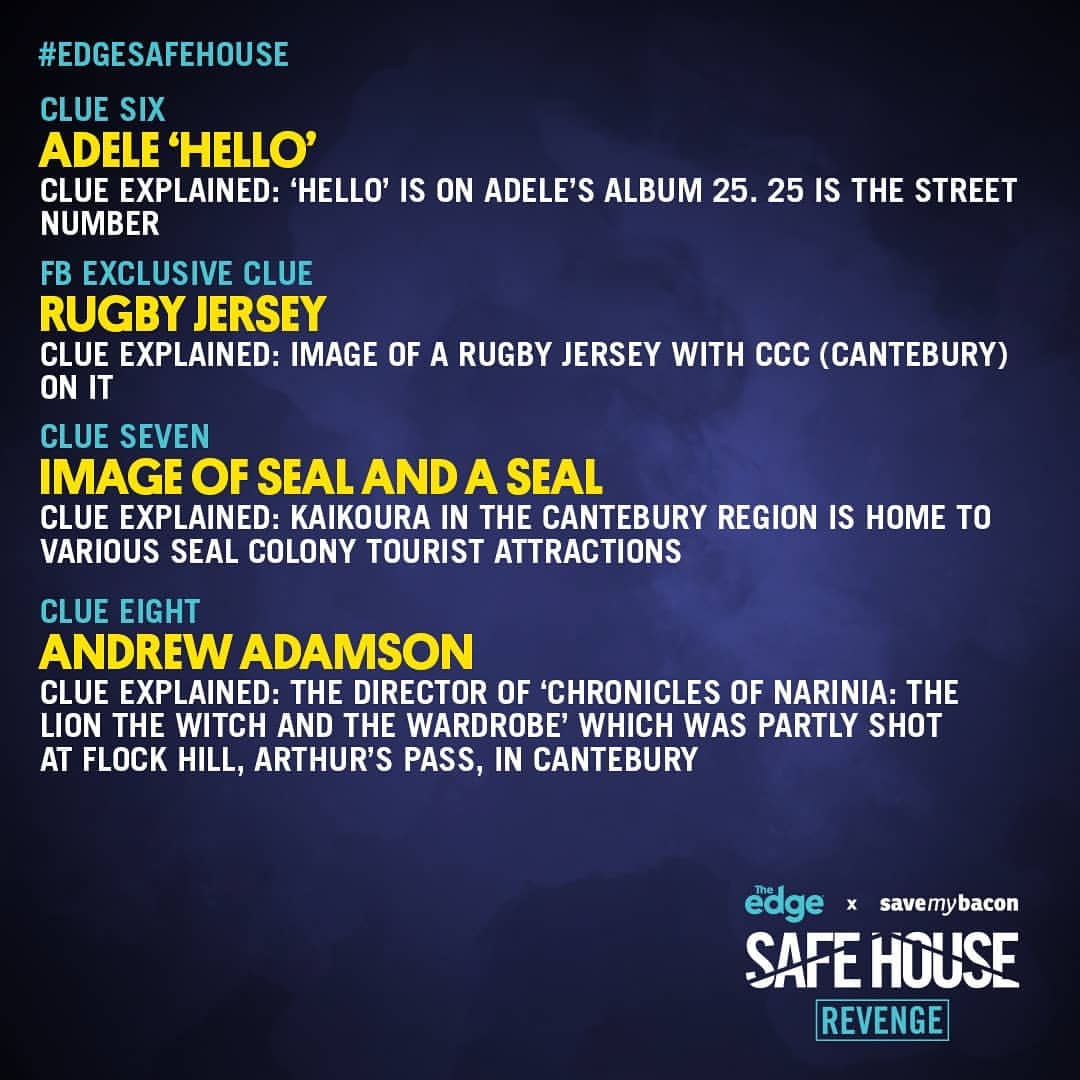 #EDGESAFEHOUSE
CLUE SIX
ADELE ‘HELLO’
CLUE EXPLAINED: ‘HELLO’ IS ON ADELE’S ALBUM 25. 25 IS THE STREET
NUMBER
FB EXCLUSIVE CLUE
RUGBY JERSEY
CLUE EXPLAINED: IMAGE OF A RUGBY JERSEY WITH CCC (CANTEBURY)
ON IT
CLUE SEVEN
IMAGE OF SEAL AND A SEAL
CLUE EXPLAINED: KAIKOURA IN THE CANTEBURY REGION IS HOME TO
VARIOUS SEAL COLONY TOURIST ATTRACTIONS
CLUE EIGHT
ANDREW ADAMSON
CLUE EXPLAINED: THE DIRECTOR OF ‘CHRONICLES OF NARINIA: THE
LION THE WITCH AND THE WARDROBE’ WHICH WAS PARTLY SHOT
AT FLOCK HILL, ARTHUR’S PASS, IN CANTEBURY
The edge x savemybacon
SAFE HOUSE
REVENGE